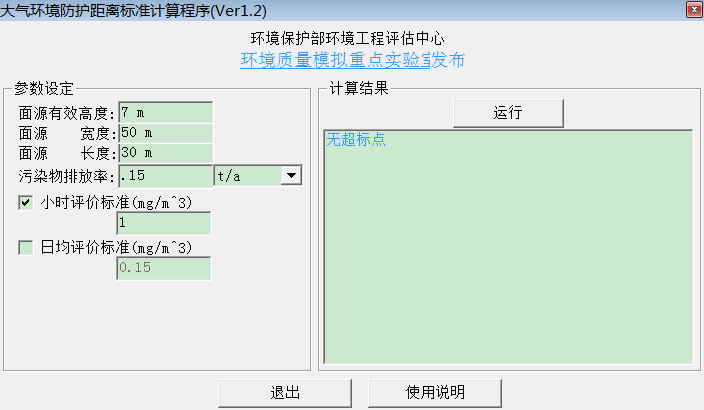 大气环境防护距离标准计算程序(Ver1.2)
环境保护部环境工程评估中心
环境质量模拟重点实验室发布
参数设定
面源有效高度: 7 m
面源 宽度: 50 m
面源 长度: 30 m
污染物排放率: .15 t/a
小时评价标准(mg/m^3)
1
日均评价标准(mg/m^3)
0.15
计算结果
运行
无超标点
退出
使用说明